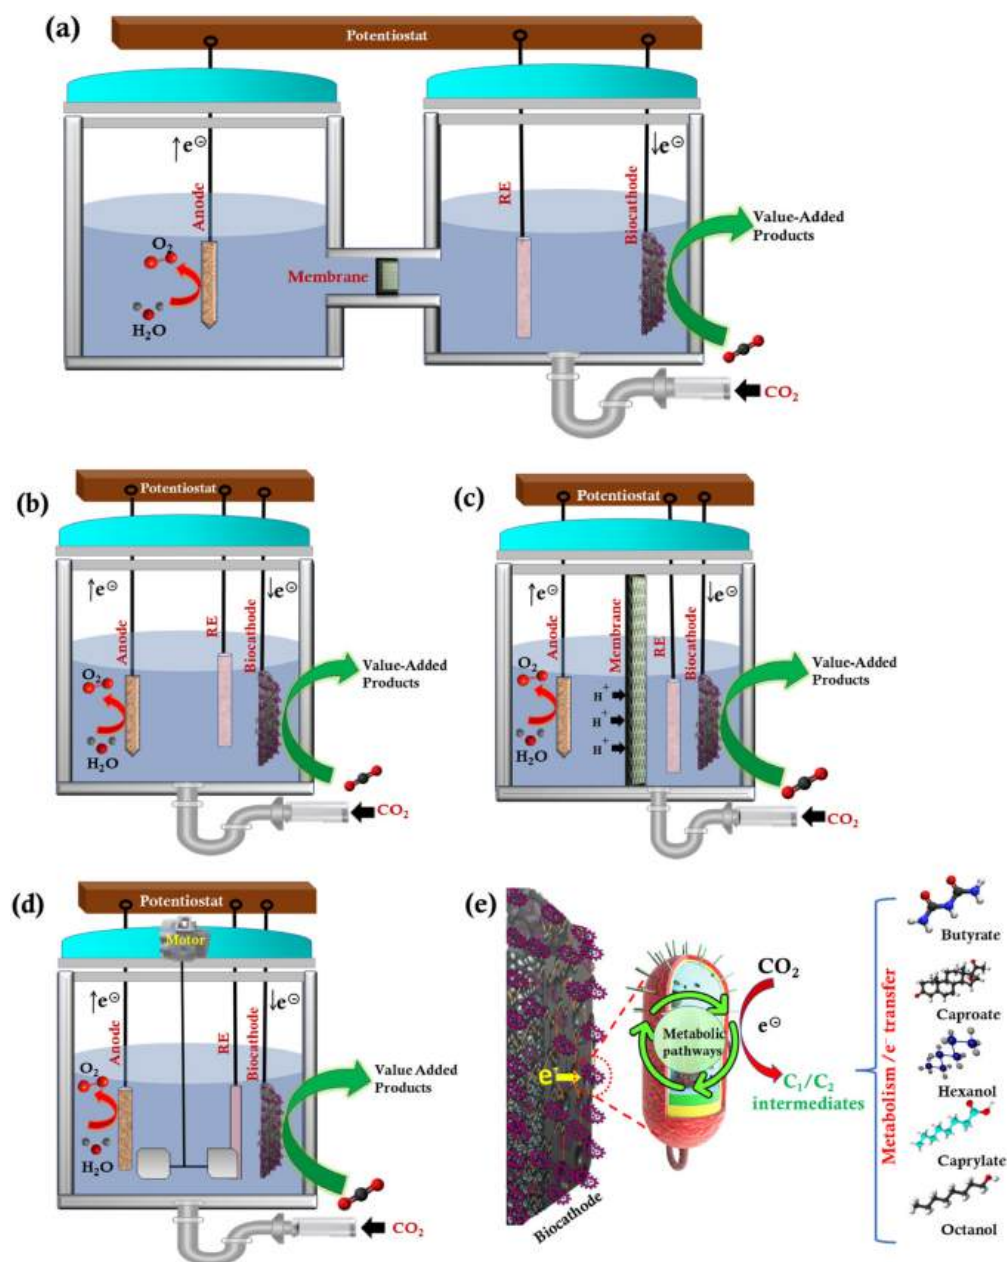 (a)
Potentiostat
↑e⊖
↓e⊖
Anode
RE
Biocathode
Value-Added
Products
O2
Membrane
H2O
CO2
(b)
Potentiostat
↑e⊖
↓e⊖
Anode
RE
Biocathode
Value-Added
Products
O2
H2O
CO2
(c)
Potentiostat
↑e⊖
↓e⊖
Anode
Membrane
RE
Biocathode
Value-Added
Products
O2
H+
H+
H+
H2O
CO2
(d)
Potentiostat
Motor
↑e⊖
↓e⊖
Anode
RE
Biocathode
Value Added
Products
O2
H2O
CO2
(e)
e-
Biocathode
Metabolic
pathways
CO2
e⊖
C1/C2
intermediates
Metabolism /e- transfer
Butyrate
Caproate
Hexanol
Caprylate
Octanol